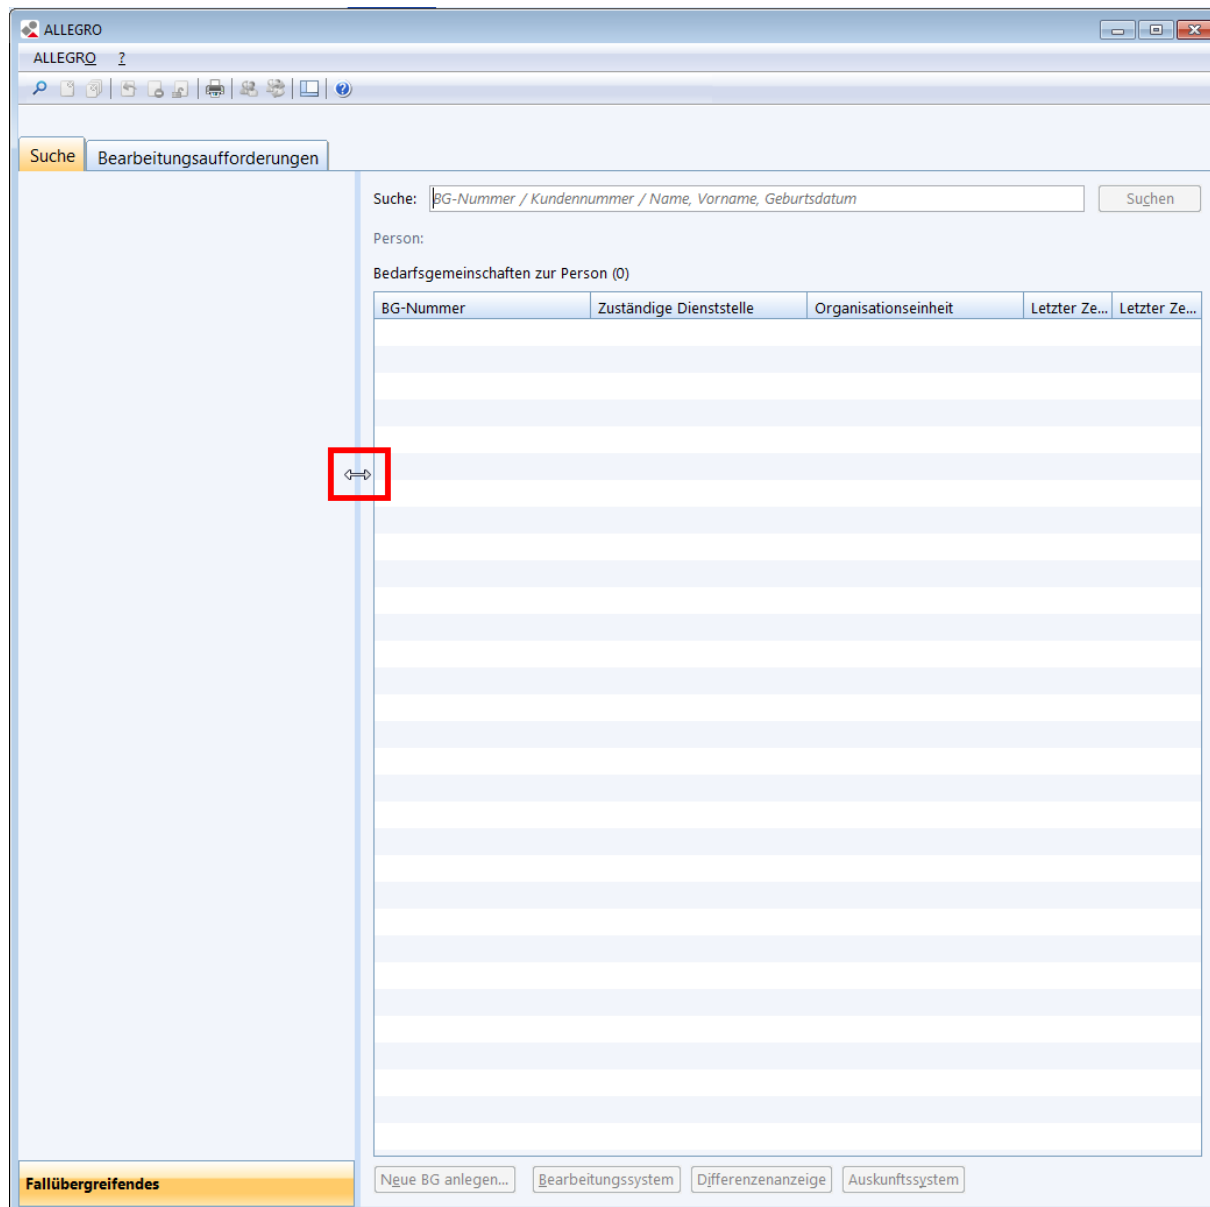 ALLEGRO
ALLEGRO ?
Suche Bearbeitungsaufforderungen
Suche: BG-Nummer / Kundennummer / Name, Vorname, Geburtsdatum Suchen
Person:
Bedarfsgemeinschaften zur Person (0)
BG-Nummer Zuständige Dienststelle Organisationseinheit Letzter Ze... Letzter Ze...
Fallübergreifendes
Neue BG anlegen... Bearbeitungssystem Differenzenanzeige Auskunftssystem